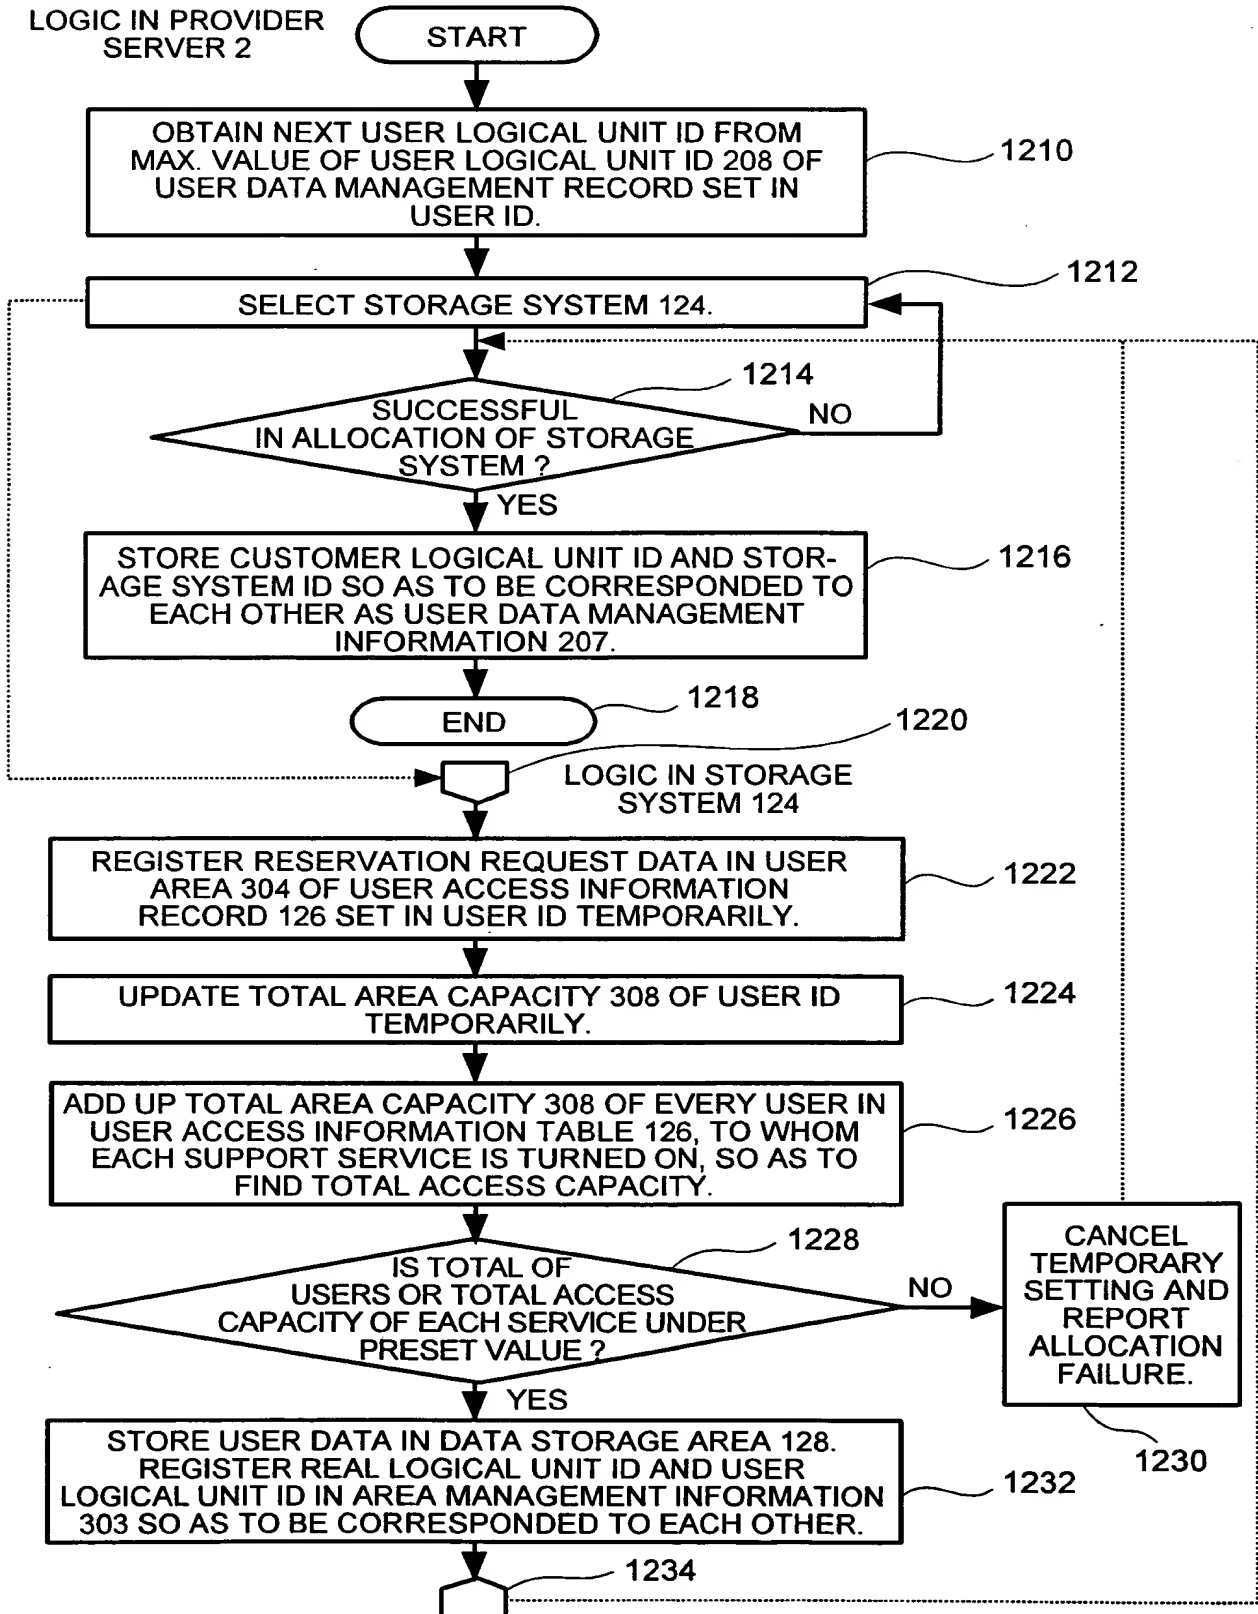 LOGIC IN PROVIDER
SERVER 2
START
OBTAIN NEXT USER LOGICAL UNIT ID FROM
MAX. VALUE OF USER LOGICAL UNIT ID 208 OF
USER DATA MANAGEMENT RECORD SET IN
USER ID.
1210
1212
SELECT STORAGE SYSTEM 124.
1214
SUCCESSFUL
IN ALLOCATION OF STORAGE
SYSTEM ?
NO
YES
STORE CUSTOMER LOGICAL UNIT ID AND STOR-
AGE SYSTEM ID SO AS TO BE CORRESPONDED TO
EACH OTHER AS USER DATA MANAGEMENT
INFORMATION 207.
1216
1218
END
1220
LOGIC IN STORAGE
SYSTEM 124
REGISTER RESERVATION REQUEST DATA IN USER
AREA 304 OF USER ACCESS INFORMATION
RECORD 126 SET IN USER ID TEMPORARILY.
1222
UPDATE TOTAL AREA CAPACITY 308 OF USER ID
TEMPORARILY.
1224
ADD UP TOTAL AREA CAPACITY 308 OF EVERY USER IN
USER ACCESS INFORMATION TABLE 126, TO WHOM
EACH SUPPORT SERVICE IS TURNED ON, SO AS TO
FIND TOTAL ACCESS CAPACITY.
1226
1228
IS TOTAL OF
USERS OR TOTAL ACCESS
CAPACITY OF EACH SERVICE UNDER
PRESET VALUE ?
NO
YES
CANCEL
TEMPORARY
SETTING AND
REPORT
ALLOCATION
FAILURE.
1230
STORE USER DATA IN DATA STORAGE AREA 128.
REGISTER REAL LOGICAL UNIT ID AND USER
LOGICAL UNIT ID IN AREA MANAGEMENT INFORMATION
303 SO AS TO BE CORRESPONDED TO EACH OTHER.
1232
1234